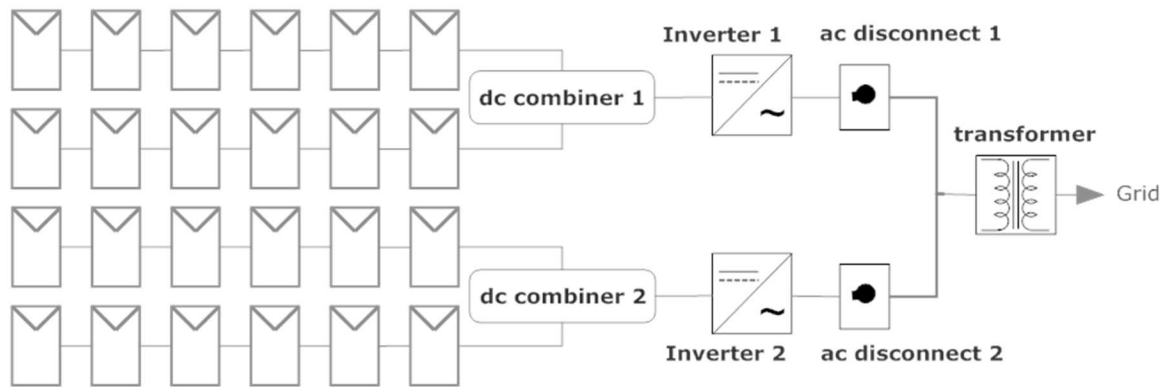 Inverter 1
ac disconnect 1
dc combiner 1
transformer
Grid
dc combiner 2
Inverter 2
ac disconnect 2